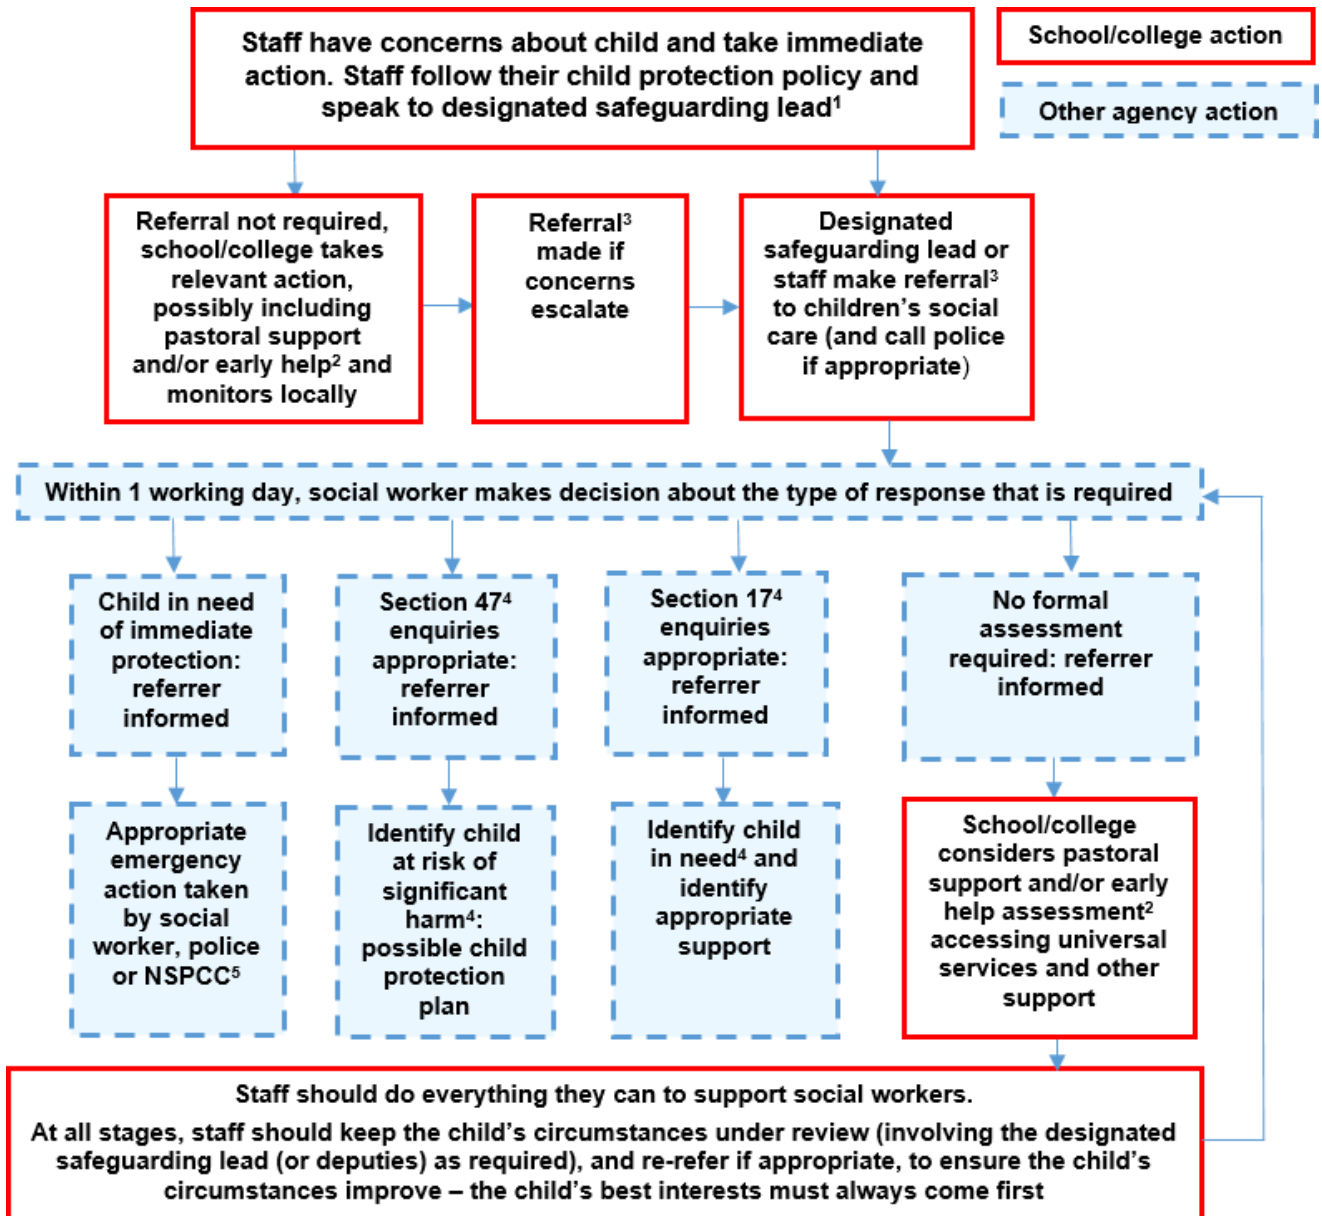 Staff have concerns about child and take immediate
action. Staff follow their child protection policy and
speak to designated safeguarding lead¹
School/college action
Other agency action
Referral not required,
school/college takes
relevant action,
possibly including
pastoral support
and/or early help² and
monitors locally
Referral³
made if
concerns
escalate
Designated
safeguarding lead or
staff make referral³
to children’s social
care (and call police
if appropriate)
Within 1 working day, social worker makes decision about the type of response that is required
Child in need
of immediate
protection:
referrer
informed
Section 47⁴
enquiries
appropriate:
referrer
informed
Section 17⁴
enquiries
appropriate:
referrer
informed
No formal
assessment
required: referrer
informed
Appropriate
emergency
action taken
by social
worker, police
or NSPCC⁵
Identify child
at risk of
significant
harm⁴:
possible child
protection
plan
Identify child
in need⁴ and
identify
appropriate
support
School/college
considers pastoral
support and/or early
help assessment²
accessing universal
services and other
support
Staff should do everything they can to support social workers.
At all stages, staff should keep the child’s circumstances under review (involving the designated
safeguarding lead (or deputies) as required), and re-refer if appropriate, to ensure the child’s
circumstances improve – the child’s best interests must always come first